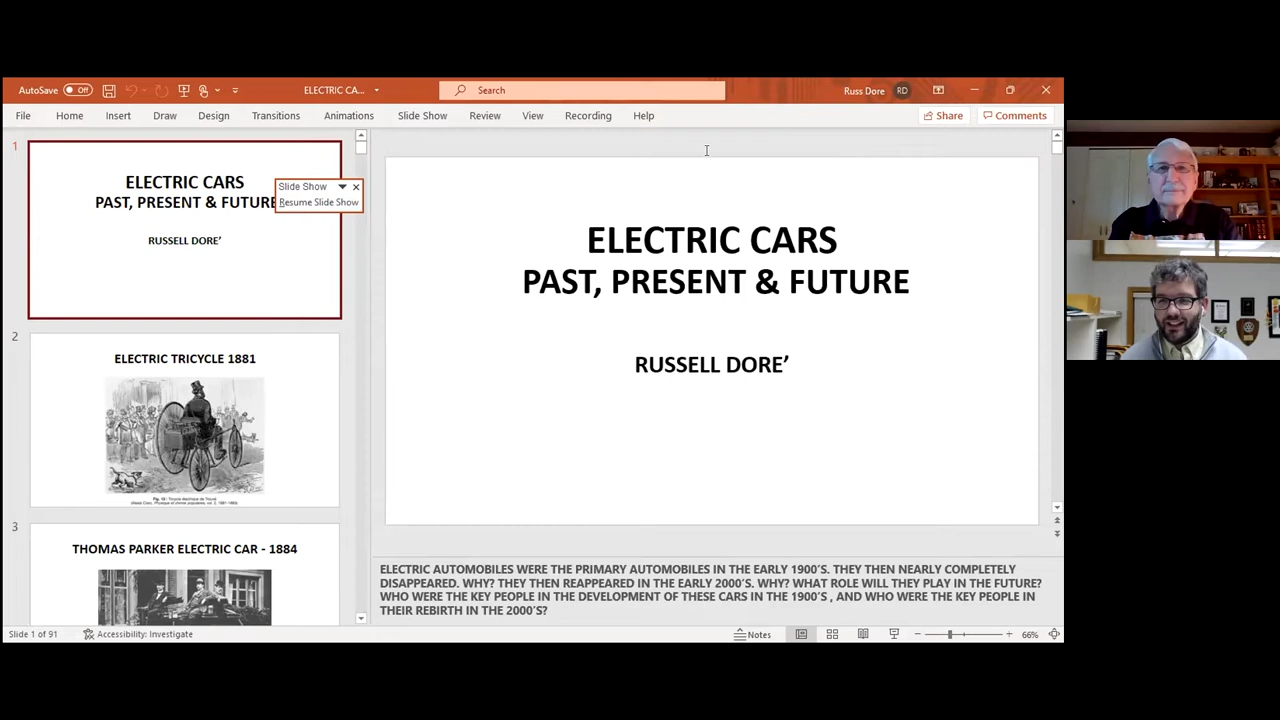 AutoSave
Off
ELECTRIC CA...
Search
Russ Dore
RD
File
Home
Insert
Draw
Design
Transitions
Animations
Slide Show
Review
View
Recording
Help
Share
Comments
1
ELECTRIC CARS
PAST, PRESENT & FUTURE
RUSSELL DORE’
Slide Show
Resume Slide Show
2
ELECTRIC TRICYCLE 1881
3
THOMAS PARKER ELECTRIC CAR - 1884
ELECTRIC CARS
PAST, PRESENT & FUTURE
RUSSELL DORE’
ELECTRIC AUTOMOBILES WERE THE PRIMARY AUTOMOBILES IN THE EARLY 1900’S. THEY THEN NEARLY COMPLETELY
DISAPPEARED. WHY? THEY THEN REAPPEARED IN THE EARLY 2000’S. WHY? WHAT ROLE WILL THEY PLAY IN THE FUTURE?
WHO WERE THE KEY PEOPLE IN THE DEVELOPMENT OF THESE CARS IN THE 1900’S , AND WHO WERE THE KEY PEOPLE IN
THEIR REBIRTH IN THE 2000’S?
Slide 1 of 91
Accessibility: Investigate
Notes
66%